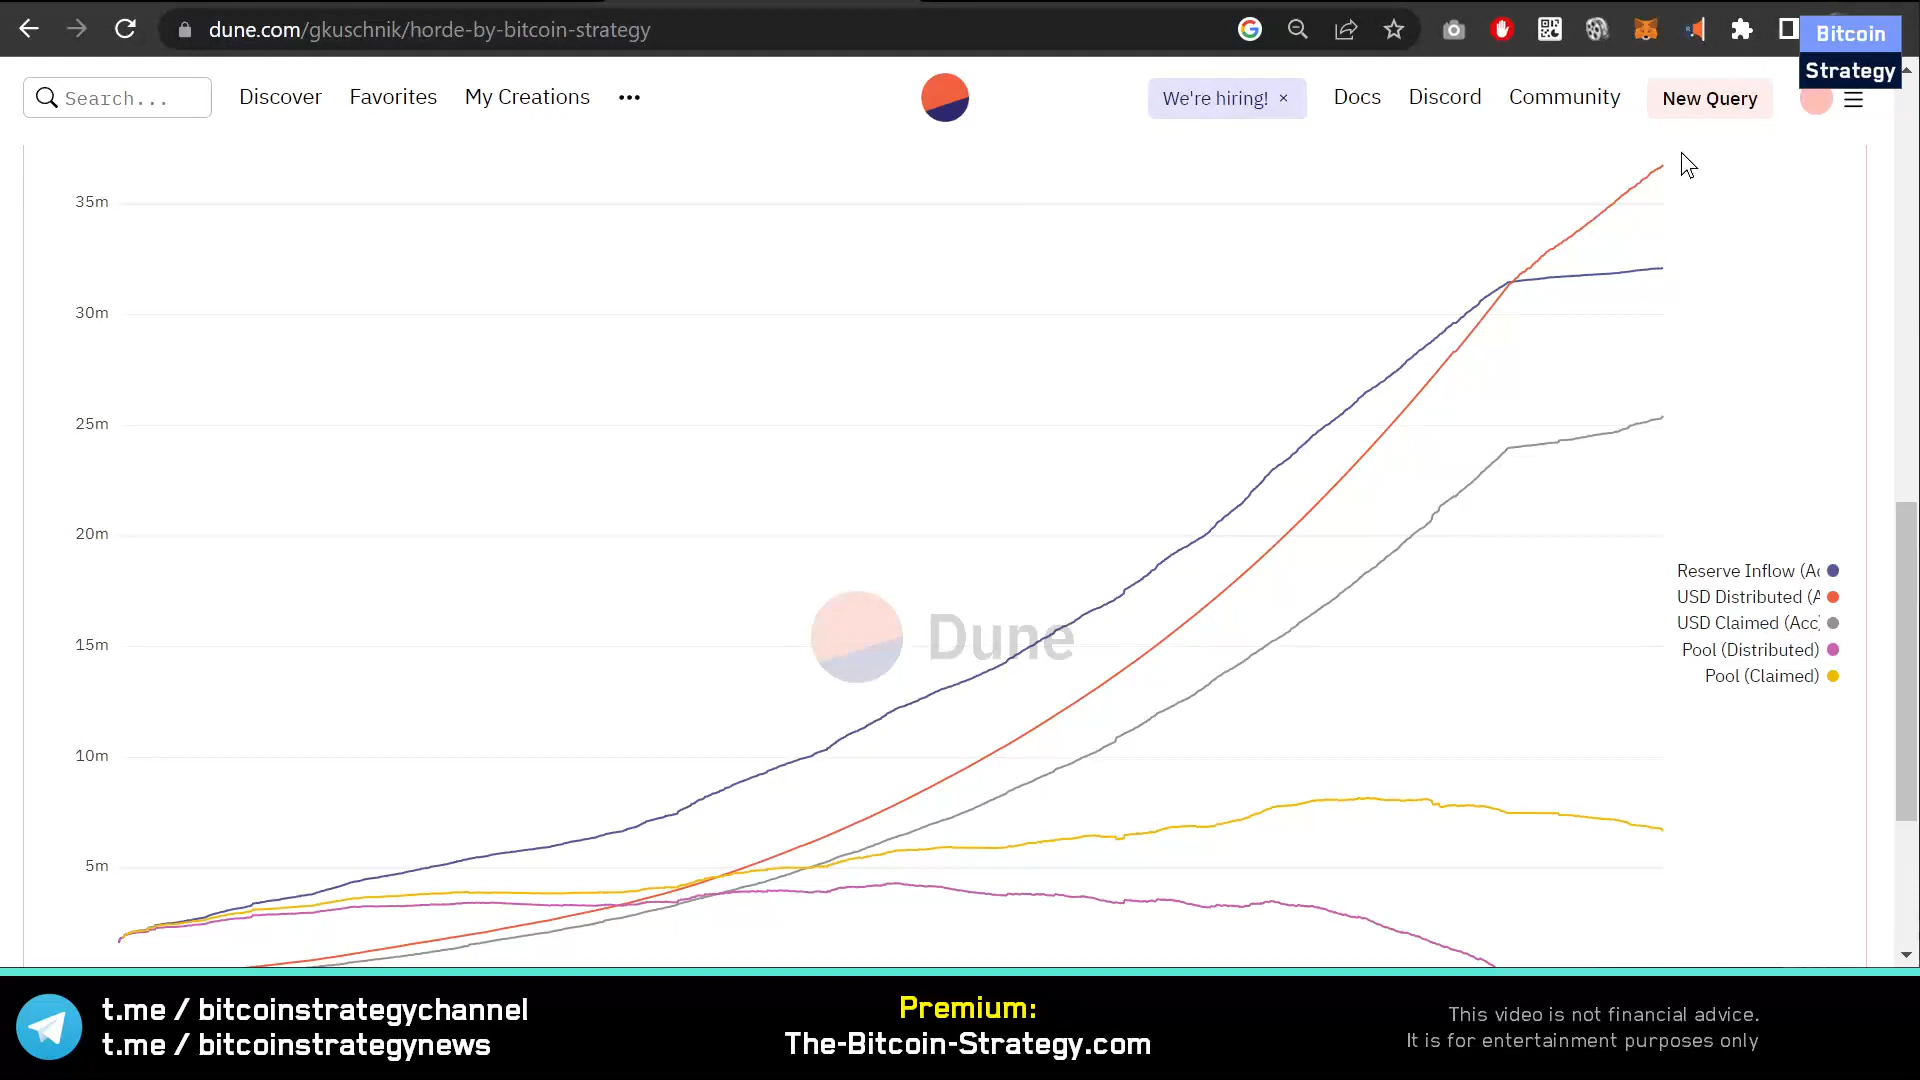 dune.com/gkuschnik/horde-by-bitcoin-strategy
Bitcoin
Strategy
Search...
Discover
Favorites
My Creations
We're hiring! ×
Docs
Discord
Community
New Query
35m
30m
25m
20m
15m
10m
5m
Dune
Reserve Inflow (Ac
USD Distributed (A
USD Claimed (Acc
Pool (Distributed)
Pool (Claimed)
t.me / bitcoinstrategychannel
t.me / bitcoinstrategynews
Premium:
The-Bitcoin-Strategy.com
This video is not financial advice.
It is for entertainment purposes only